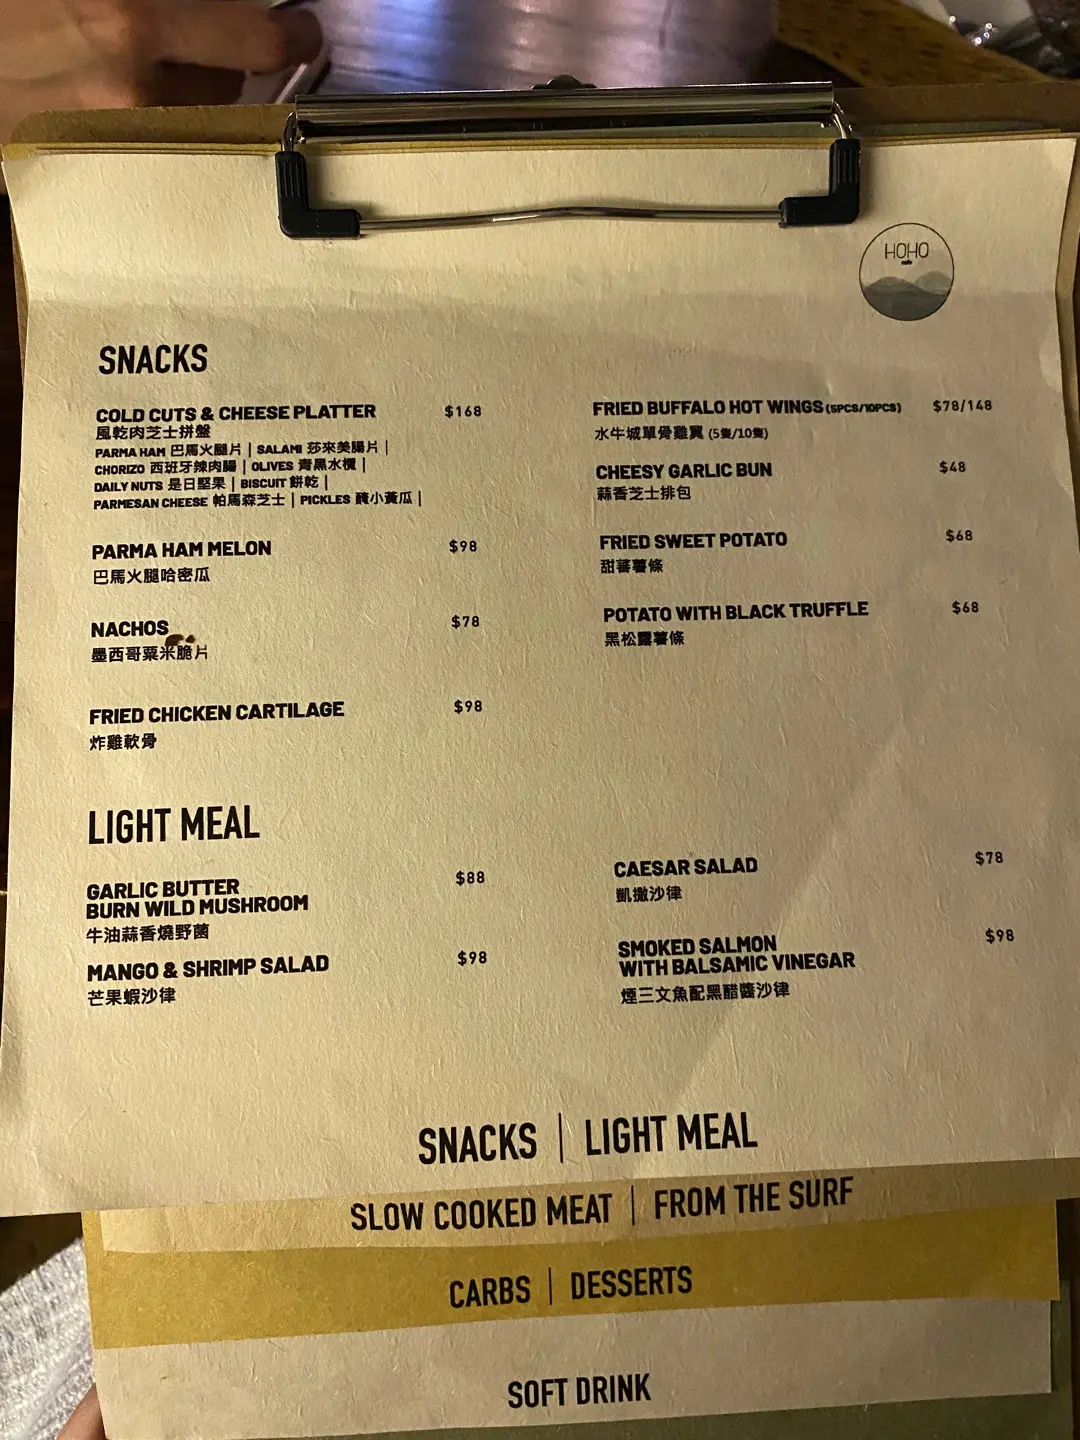 HOHO
cafe
SNACKS
COLD CUTS & CHEESE PLATTER $168
風乾肉芝士拼盤
PARMA HAM 巴馬火腿片 | SALAMI 莎來美腸片 |
CHORIZO 西班牙辣肉腸 | OLIVES 青黑水欖 |
DAILY NUTS 是日堅果 | BISCUIT 餅乾 |
PARMESAN CHEESE 帕馬森芝士 | PICKLES 醃小黃瓜 |
PARMA HAM MELON $98
巴馬火腿哈密瓜
NACHOS $78
墨西哥粟米脆片
FRIED CHICKEN CARTILAGE $98
炸雞軟骨
FRIED BUFFALO HOT WINGS (5PCS/10PCS) $78/148
水牛城單骨雞翼 (5隻/10隻)
CHEESY GARLIC BUN $48
蒜香芝士排包
FRIED SWEET POTATO $68
甜蕃薯條
POTATO WITH BLACK TRUFFLE $68
黑松露薯條
LIGHT MEAL
GARLIC BUTTER $88
BURN WILD MUSHROOM
牛油蒜香燒野菌
MANGO & SHRIMP SALAD $98
芒果蝦沙律
CAESAR SALAD $78
凱撒沙律
SMOKED SALMON $98
WITH BALSAMIC VINEGAR
煙三文魚配黑醋醬沙律
SNACKS | LIGHT MEAL
SLOW COOKED MEAT | FROM THE SURF
CARBS | DESSERTS
SOFT DRINK